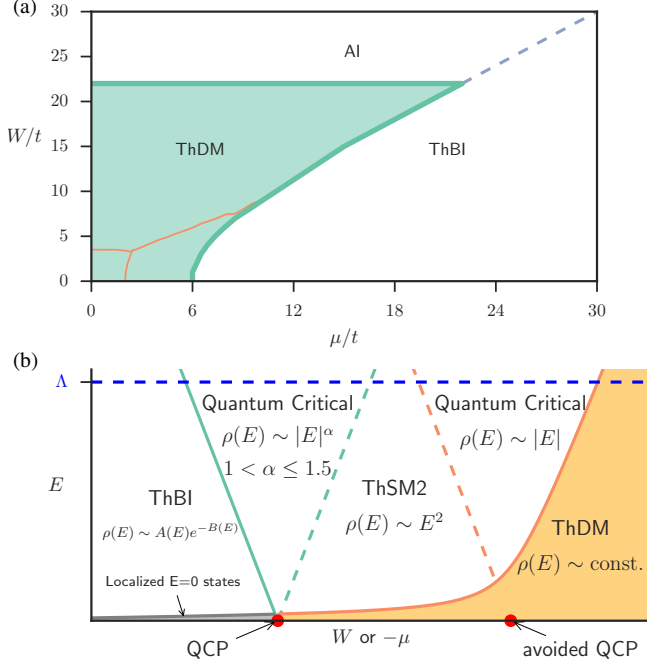 (a)
30
25
20
15
10
5
0
W/t
AI
ThDM
ThBI
0
6
12
18
24
30
μ/t
(b)
Λ
E
Quantum Critical
ρ(E) ∼ |E|^α
1 < α ≤ 1.5
Quantum Critical
ρ(E) ∼ |E|
ThBI
ρ(E) ∼ A(E)e^{−B(E)}
ThSM2
ρ(E) ∼ E^2
ThDM
ρ(E) ∼ const.
Localized E=0 states
QCP
W or −μ
avoided QCP